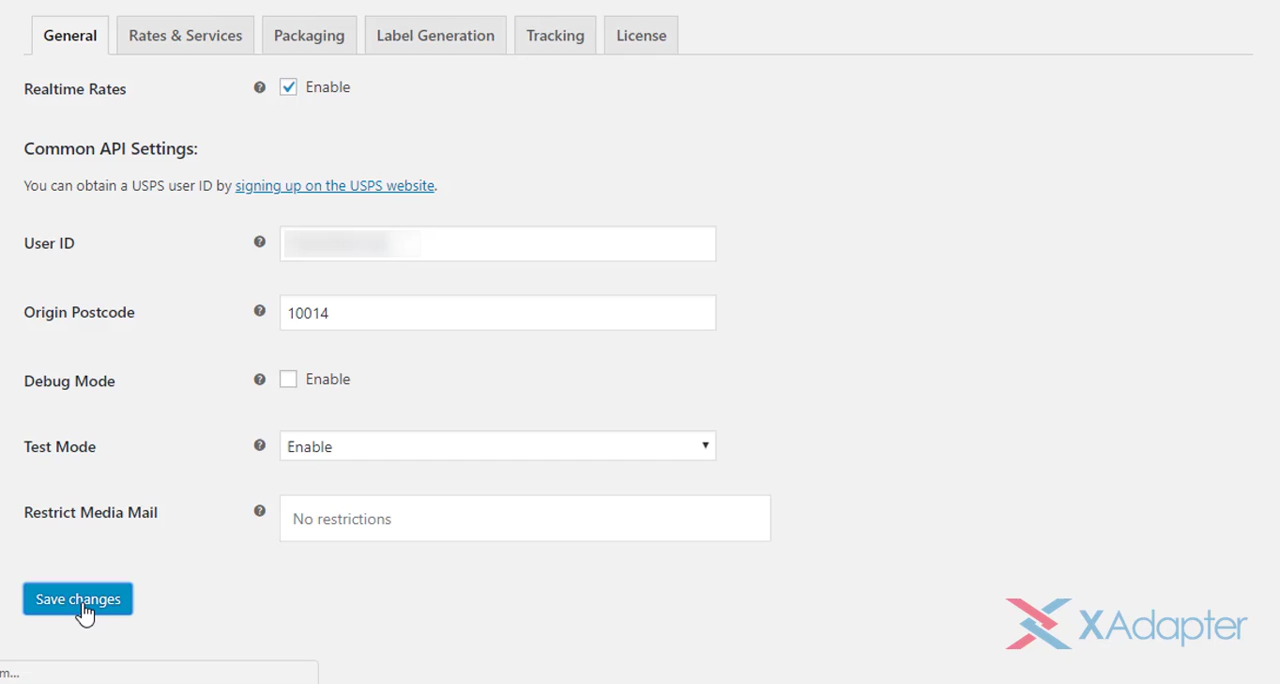 General Rates & Services Packaging Label Generation Tracking License
Realtime Rates Enable
Common API Settings:
You can obtain a USPS user ID by signing up on the USPS website.
User ID
Origin Postcode 10014
Debug Mode Enable
Test Mode Enable
Restrict Media Mail No restrictions
Save changes
XAdapter
m...